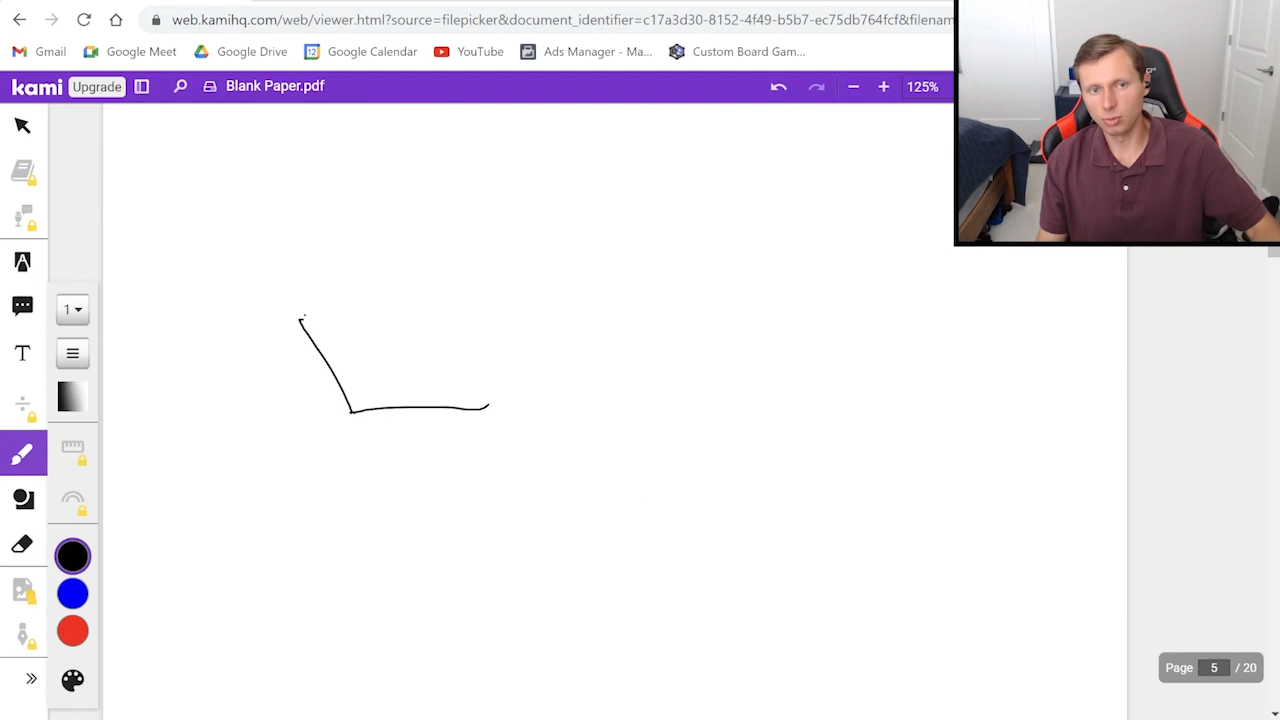 web.kamihq.com/web/viewer.html?source=filepicker&document_identifier=c17a3d30-8152-4f49-b5b7-ec75db764fcf&filenam
Gmail Google Meet Google Drive 12 Google Calendar YouTube Ads Manager - Ma... Custom Board Gam...
kami Upgrade Blank Paper.pdf 125%
A
T
1
Page 5 / 20